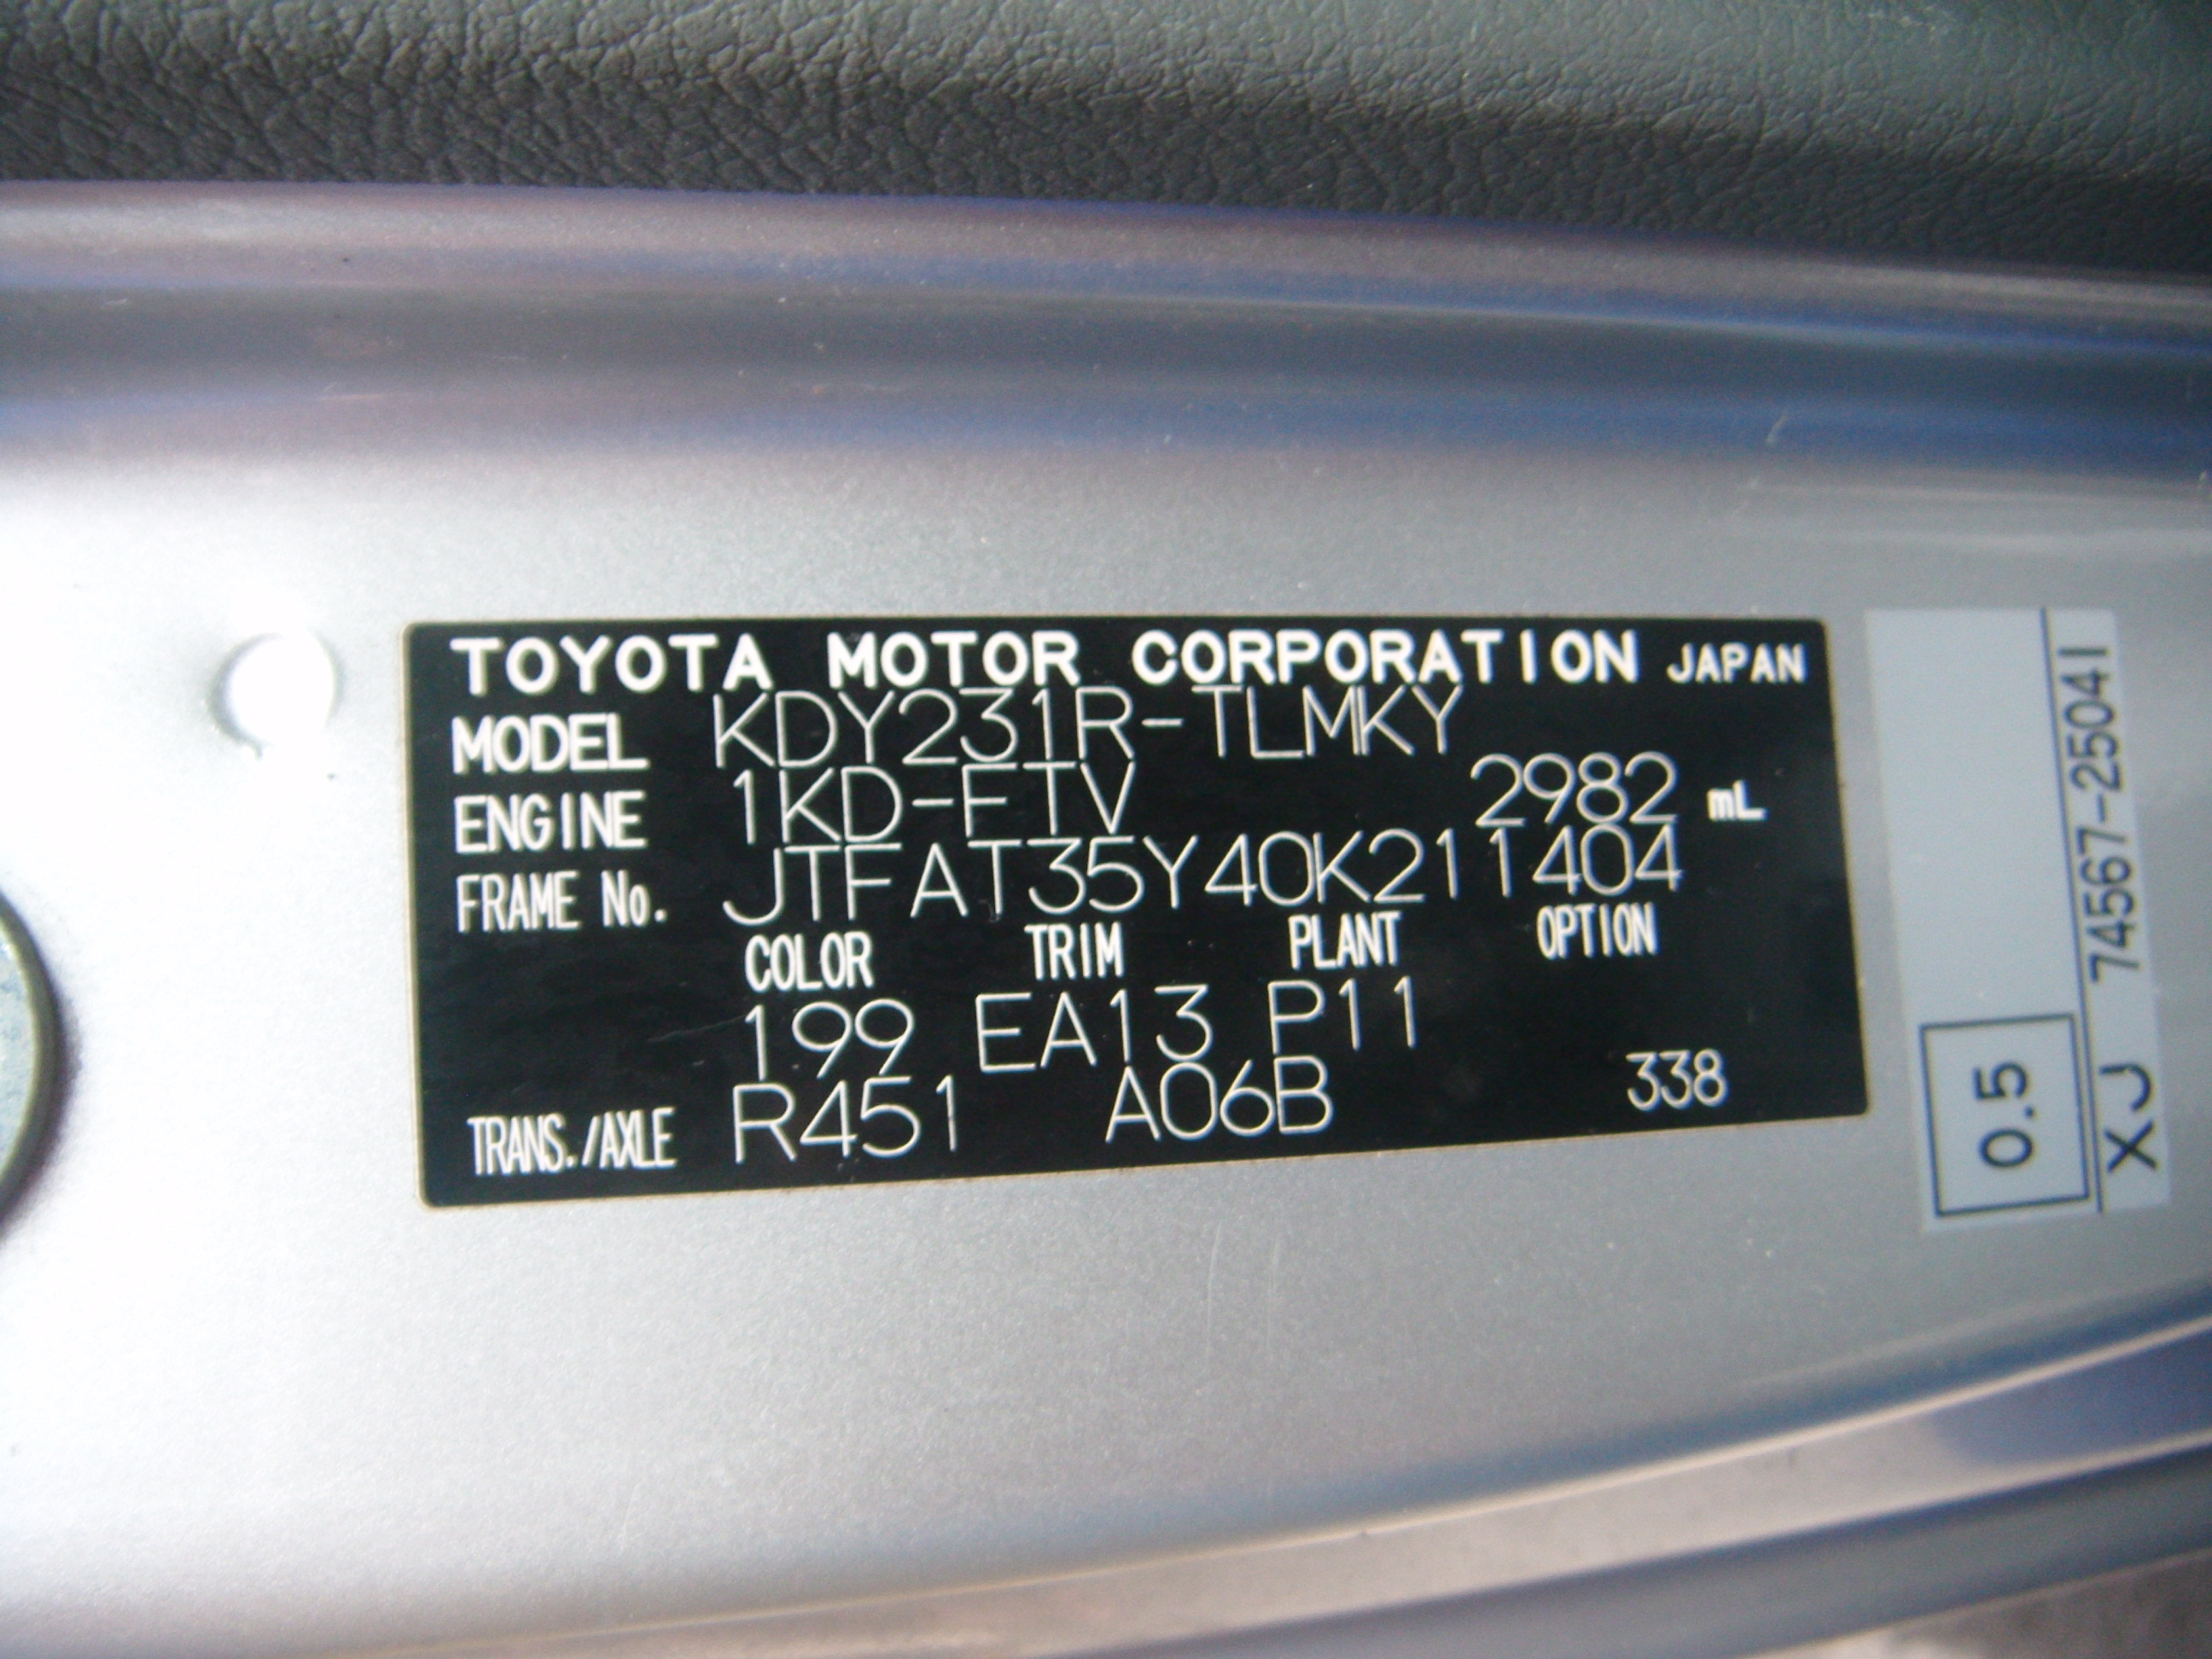 TOYOTA MOTOR CORPORATION JAPAN
MODEL KDY231R-TLMKY
ENGINE 1KD-FTV 2982 mL
FRAME No. JTFAT35Y40K211404
COLOR TRIM PLANT OPTION
199 EA13 P11
TRANS./AXLE R451 A06B 338
0.5
XJ 74567-25041